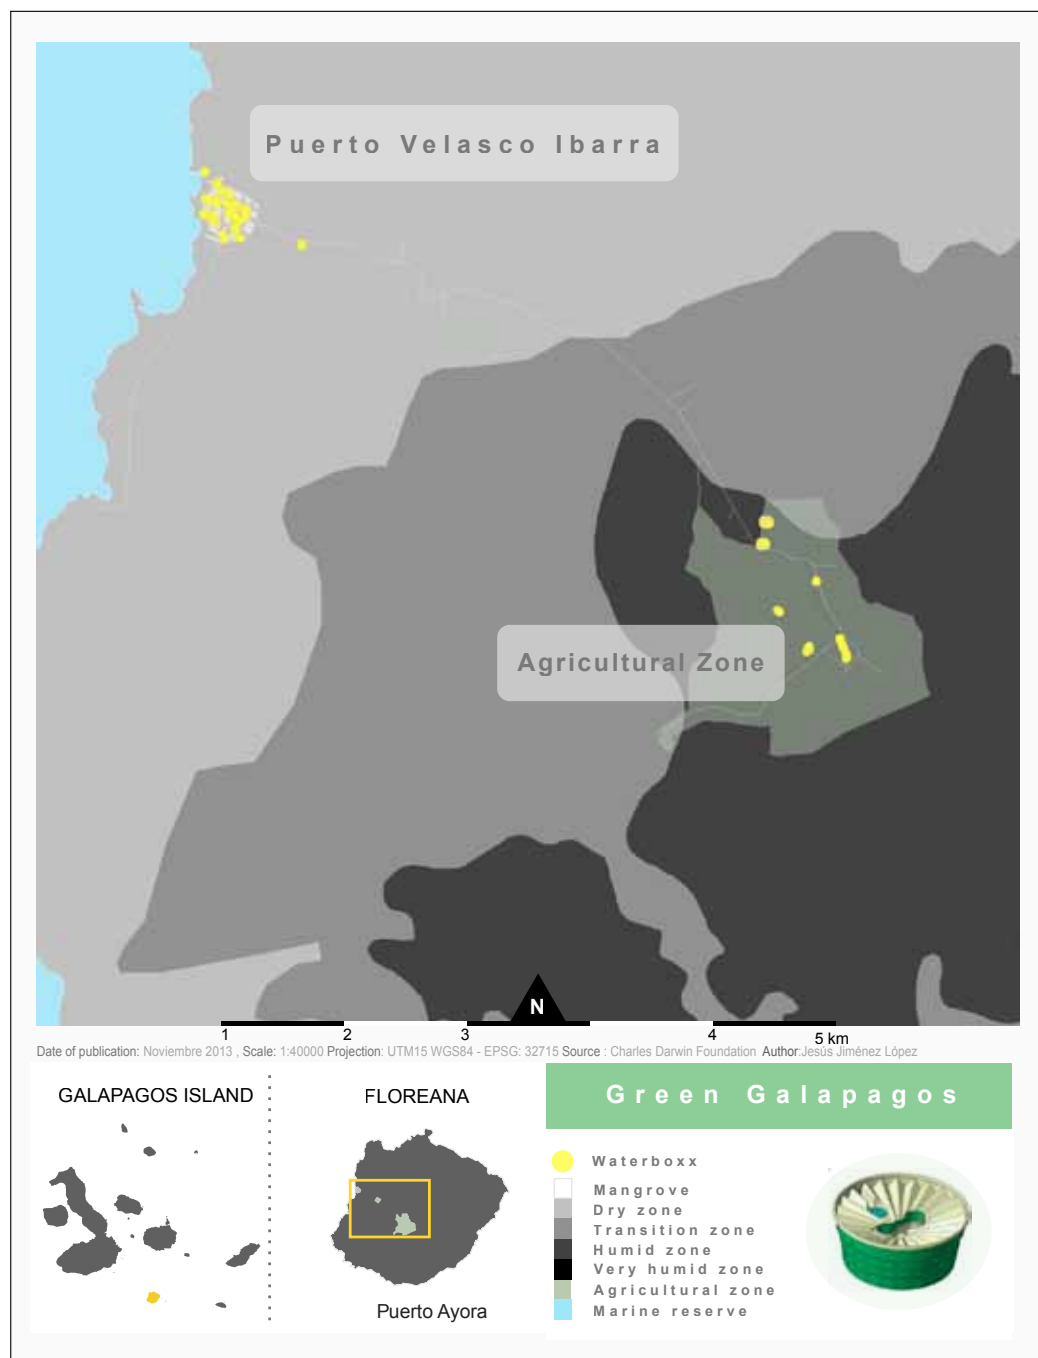 Puerto Velasco Ibarra
Agricultural Zone
N
1 2 3 4 5 km
Date of publication: Noviembre 2013 , Scale: 1:40000 Projection: UTM15 WGS84 - EPSG: 32715 Source : Charles Darwin Foundation Author:Jesús Jiménez López
GALAPAGOS ISLAND
FLOREANA
Puerto Ayora
Green Galapagos
Waterboxx
Mangrove
Dry zone
Transition zone
Humid zone
Very humid zone
Agricultural zone
Marine reserve